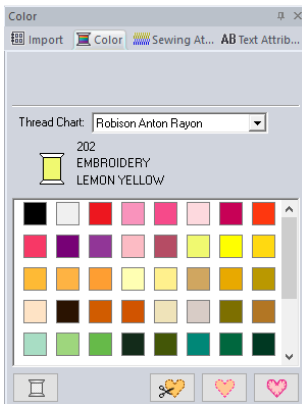 Color
Import Color Sewing At... AB Text Attrib...
Thread Chart: Robison Anton Rayon
202
EMBROIDERY
LEMON YELLOW